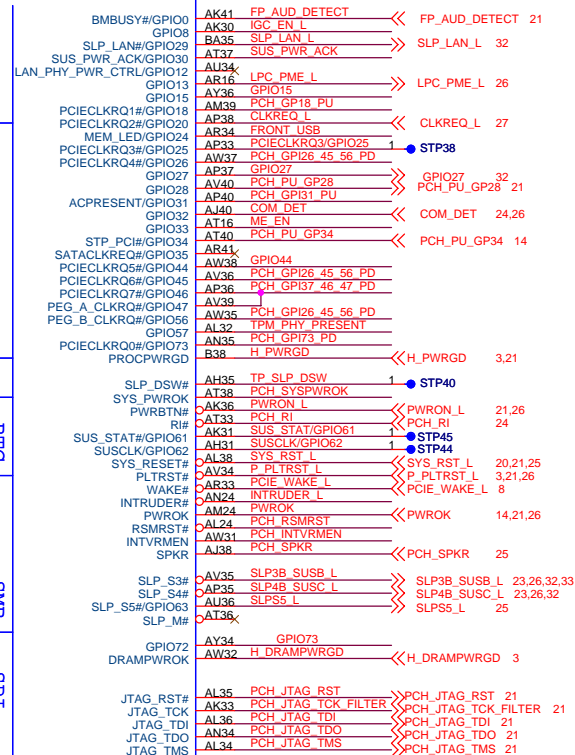 BMBUSY#/GPIO0 AK41 FP_AUD_DETECT FP_AUD_DETECT 21
GPIO8 AK30 IGC_EN_L
SLP_LAN#/GPIO29 BA35 SLP_LAN_L SLP_LAN_L 32
SUS_PWR_ACK/GPIO30 AT37 SUS_PWR_ACK
LAN_PHY_PWR_CTRL/GPIO12 AU34
GPIO13 AR16 LPC_PME_L LPC_PME_L 26
GPIO15 AY36 GPIO15
PCIECLKRQ1#/GPIO18 AM39 PCH_GP18_PU
PCIECLKRQ2#/GPIO20 AP38 CLKREQ_L CLKREQ_L 27
MEM_LED/GPIO24 AR34 FRONT_USB
PCIECLKRQ3#/GPIO25 AP33 PCIECLKRQ3/GPIO25 1 STP38
PCIECLKRQ4#/GPIO26 AW37 PCH_GPI26_45_56_PD
GPIO27 AP37 GPIO27 GPIO27 32
GPIO28 AV40 PCH_PU_GP28 PCH_PU_GP28 21
ACPRESENT/GPIO31 AP40 PCH_GPI31_PU
GPIO32 AJ40 COM_DET COM_DET 24,26
GPIO33 AT16 ME_EN
STP_PCI#/GPIO34 AT40 PCH_PU_GP34 PCH_PU_GP34 14
SATACLKREQ#/GPIO35 AR41
PCIECLKRQ5#/GPIO44 AW38 GPIO44
PCIECLKRQ6#/GPIO45 AV36 PCH_GPI26_45_56_PD
PCIECLKRQ7#/GPIO46 AP36 PCH_GPI37_46_47_PD
PEG_A_CLKRQ#/GPIO47 AV39
PEG_B_CLKRQ#/GPIO56 AW35 PCH_GPI26_45_56_PD
GPIO57 AL32 TPM_PHY_PRESENT
PCIECLKRQ0#/GPIO73 AN35 PCH_GPI73_PD
PROCPWRGD B38 H_PWRGD H_PWRGD 3,21
SLP_DSW# AH35 TP_SLP_DSW 1 STP40
SYS_PWROK AT38 PCH_SYSPWROK
PWRBTN# AK36 PWRON_L PWRON_L 21,26
RI# AT33 PCH_RI PCH_RI 24
SUS_STAT#/GPIO61 AK31 SUS_STAT/GPIO61 1 STP45
SUSCLK/GPIO62 AH31 SUSCLK/GPIO62 1 STP44
SYS_RESET# AL38 SYS_RST_L SYS_RST_L 20,21,25
PLTRST# AV34 P_PLTRST_L P_PLTRST_L 3,21,26
WAKE# AR33 PCIE_WAKE_L PCIE_WAKE_L 8
INTRUDER# AN24 INTRUDER_L
PWROK AM24 PWROK PWROK 14,21,26
RSMRST# AL24 PCH_RSMRST
INTVRMEN AW31 PCH_INTVRMEN
SPKR AJ38 PCH_SPKR PCH_SPKR 25
SLP_S3# AV35 SLP3B_SUSB_L SLP3B_SUSB_L 23,26,32,33
SLP_S4# AP35 SLP4B_SUSC_L SLP4B_SUSC_L 23,26,32
SLP_S5#/GPIO63 AU36 SLPS5_L SLPS5_L 25
SLP_M# AT36
GPIO72 AY34 GPIO73
DRAMPWROK AW32 H_DRAMPWRGD H_DRAMPWRGD 3
JTAG_RST# AL35 PCH_JTAG_RST PCH_JTAG_RST 21
JTAG_TCK AK33 PCH_JTAG_TCK_FILTER PCH_JTAG_TCK_FILTER 21
JTAG_TDI AL36 PCH_JTAG_TDI PCH_JTAG_TDI 21
JTAG_TDO AN34 PCH_JTAG_TDO PCH_JTAG_TDO 21
JTAG_TMS AL34 PCH_JTAG_TMS PCH_JTAG_TMS 21